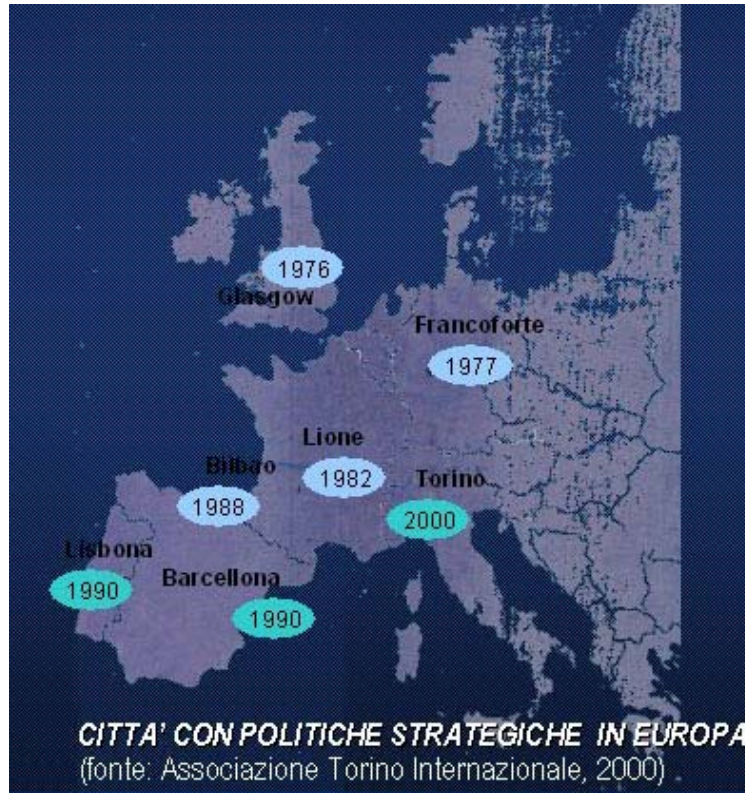 1976
Glasgow
Francoforte
1977
Lione
1982
Bilbao
1988
Torino
2000
Lisbona
1990
Barcellona
1990
CITTA' CON POLITICHE STRATEGICHE IN EUROPA
(fonte: Associazione Torino Internazionale, 2000)